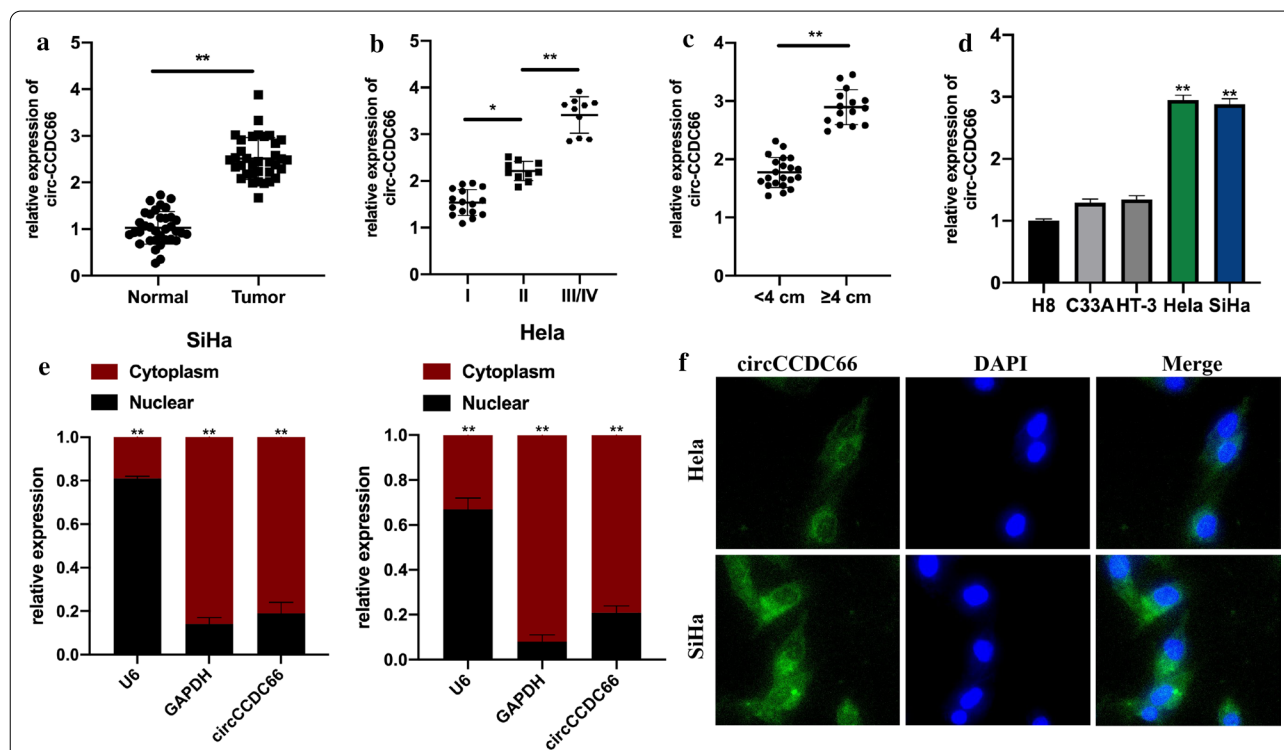 a
relative expression of
circ-CCDC66
5
4
3
2
1
0
**
Normal
Tumor
b
relative expression of
circ-CCDC66
5
4
3
2
1
0
*
**
I
II
III/IV
c
relative expression of
circ-CCDC66
4
3
2
1
0
**
<4 cm
≥4 cm
d
relative expression of
circ-CCDC66
4
3
2
1
0
**
**
H8
C33A
HT-3
Hela
SiHa
e
SiHa
Cytoplasm
Nuclear
relative expression
1.0
0.8
0.6
0.4
0.2
0.0
**
**
**
U6
GAPDH
circCCDC66
Hela
Cytoplasm
Nuclear
relative expression
1.0
0.8
0.6
0.4
0.2
0.0
**
**
**
U6
GAPDH
circCCDC66
f
circCCDC66
DAPI
Merge
Hela
SiHa